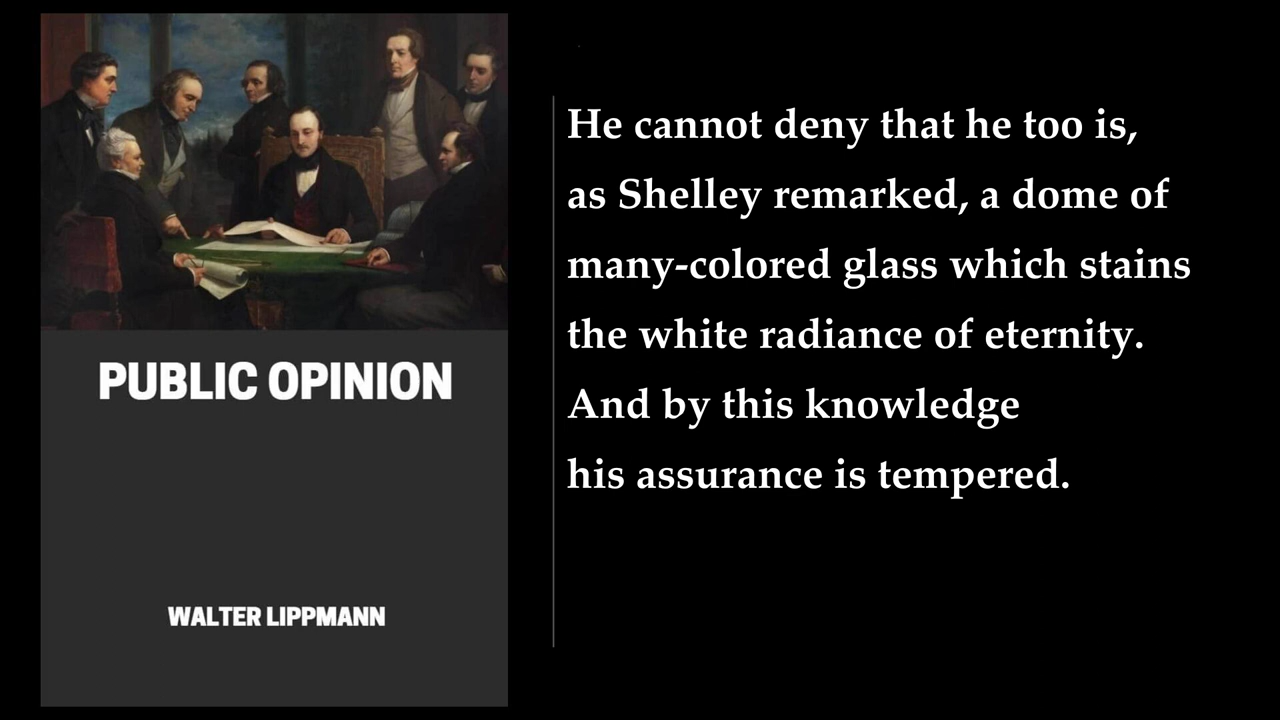 PUBLIC OPINION
WALTER LIPPMANN
He cannot deny that he too is,
as Shelley remarked, a dome of
many-colored glass which stains
the white radiance of eternity.
And by this knowledge
his assurance is tempered.